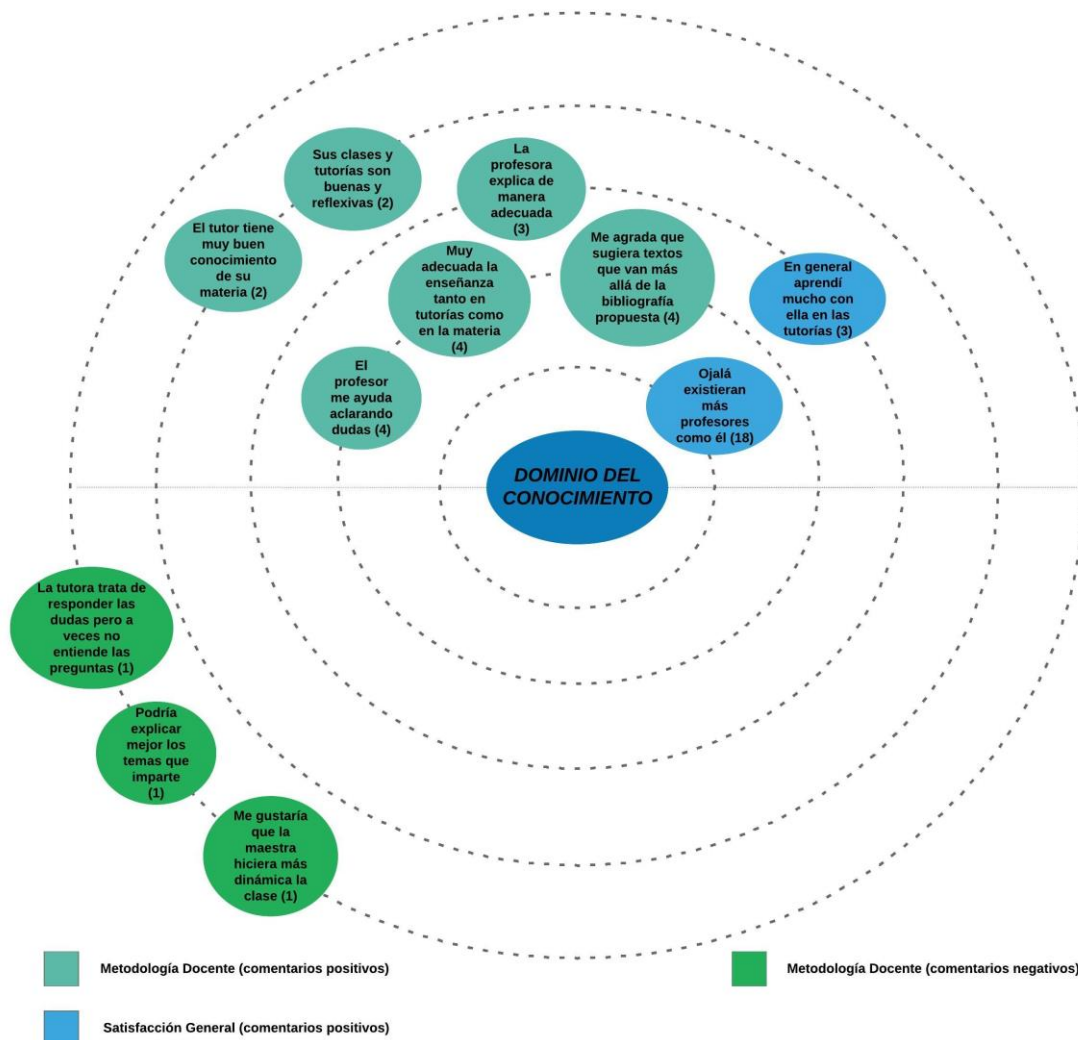 Sus clases y
tutorías son
buenas y
reflexivas (2)
La
profesora
explica de
manera
adecuada
(3)
El tutor tiene
muy buen
conocimiento
de su
materia (2)
Muy
adecuada la
enseñanza
tanto en
tutorías como
en la materia
(4)
Me agrada que
sugiera textos
que van más
allá de la
bibliografía
propuesta (4)
En general
aprendí
mucho con
ella en las
tutorías (3)
El
profesor
me ayuda
aclarando
dudas (4)
Ojalá
existieran
más
profesores
como él (18)
DOMINIO DEL
CONOCIMIENTO
La tutora trata de
responder las
dudas pero a
veces no
entiende las
preguntas (1)
Podría
explicar
mejor los
temas que
imparte
(1)
Me gustaría
que la
maestra
hiciera más
dinámica la
clase (1)
Metodología Docente (comentarios positivos)
Metodología Docente (comentarios negativos)
Satisfacción General (comentarios positivos)